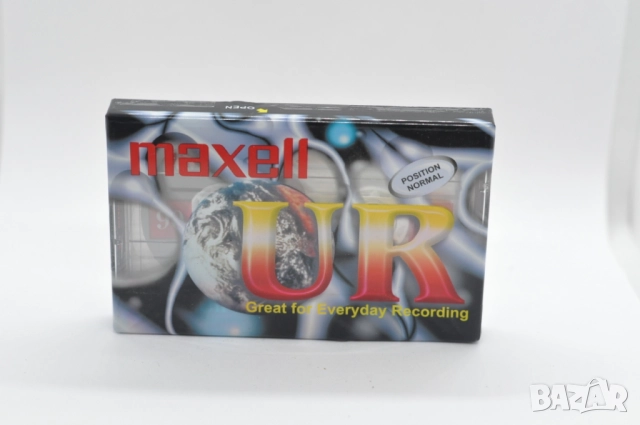 OPEN
maxell
POSITION
NORMAL
UR
Great for Everyday Recording
BAZAR